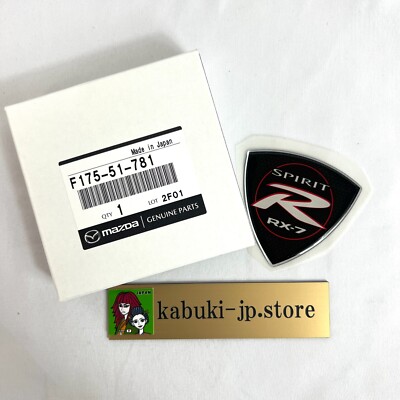 Made in Japan
F175-51-781
QTY 1 LOT 2F01
mazda GENUINE PARTS
SPIRIT
R
RX-7
JAPAN
kabuki-jp.store